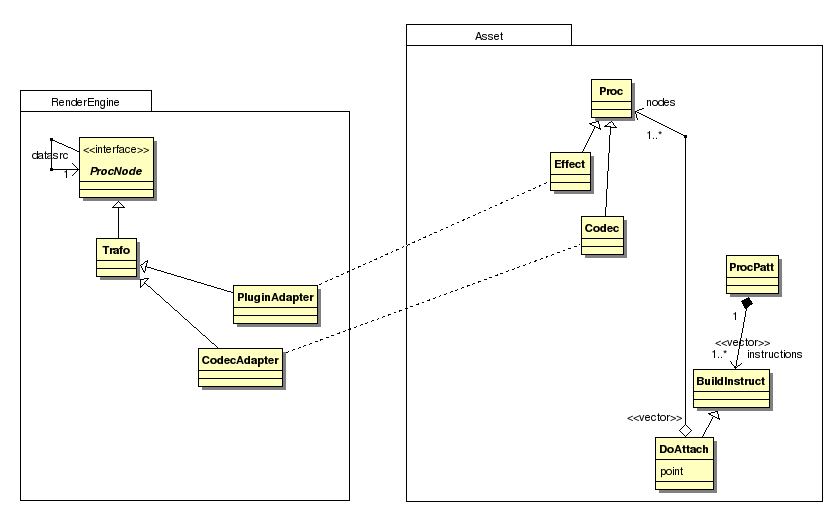 Asset
RenderEngine
Proc
nodes
1..*
<<interface>>
ProcNode
datasrc
1
Effect
Codec
Trafo
ProcPatt
1
PluginAdapter
<<vector>>
1..* instructions
CodecAdapter
BuildInstruct
<<vector>>
DoAttach
point